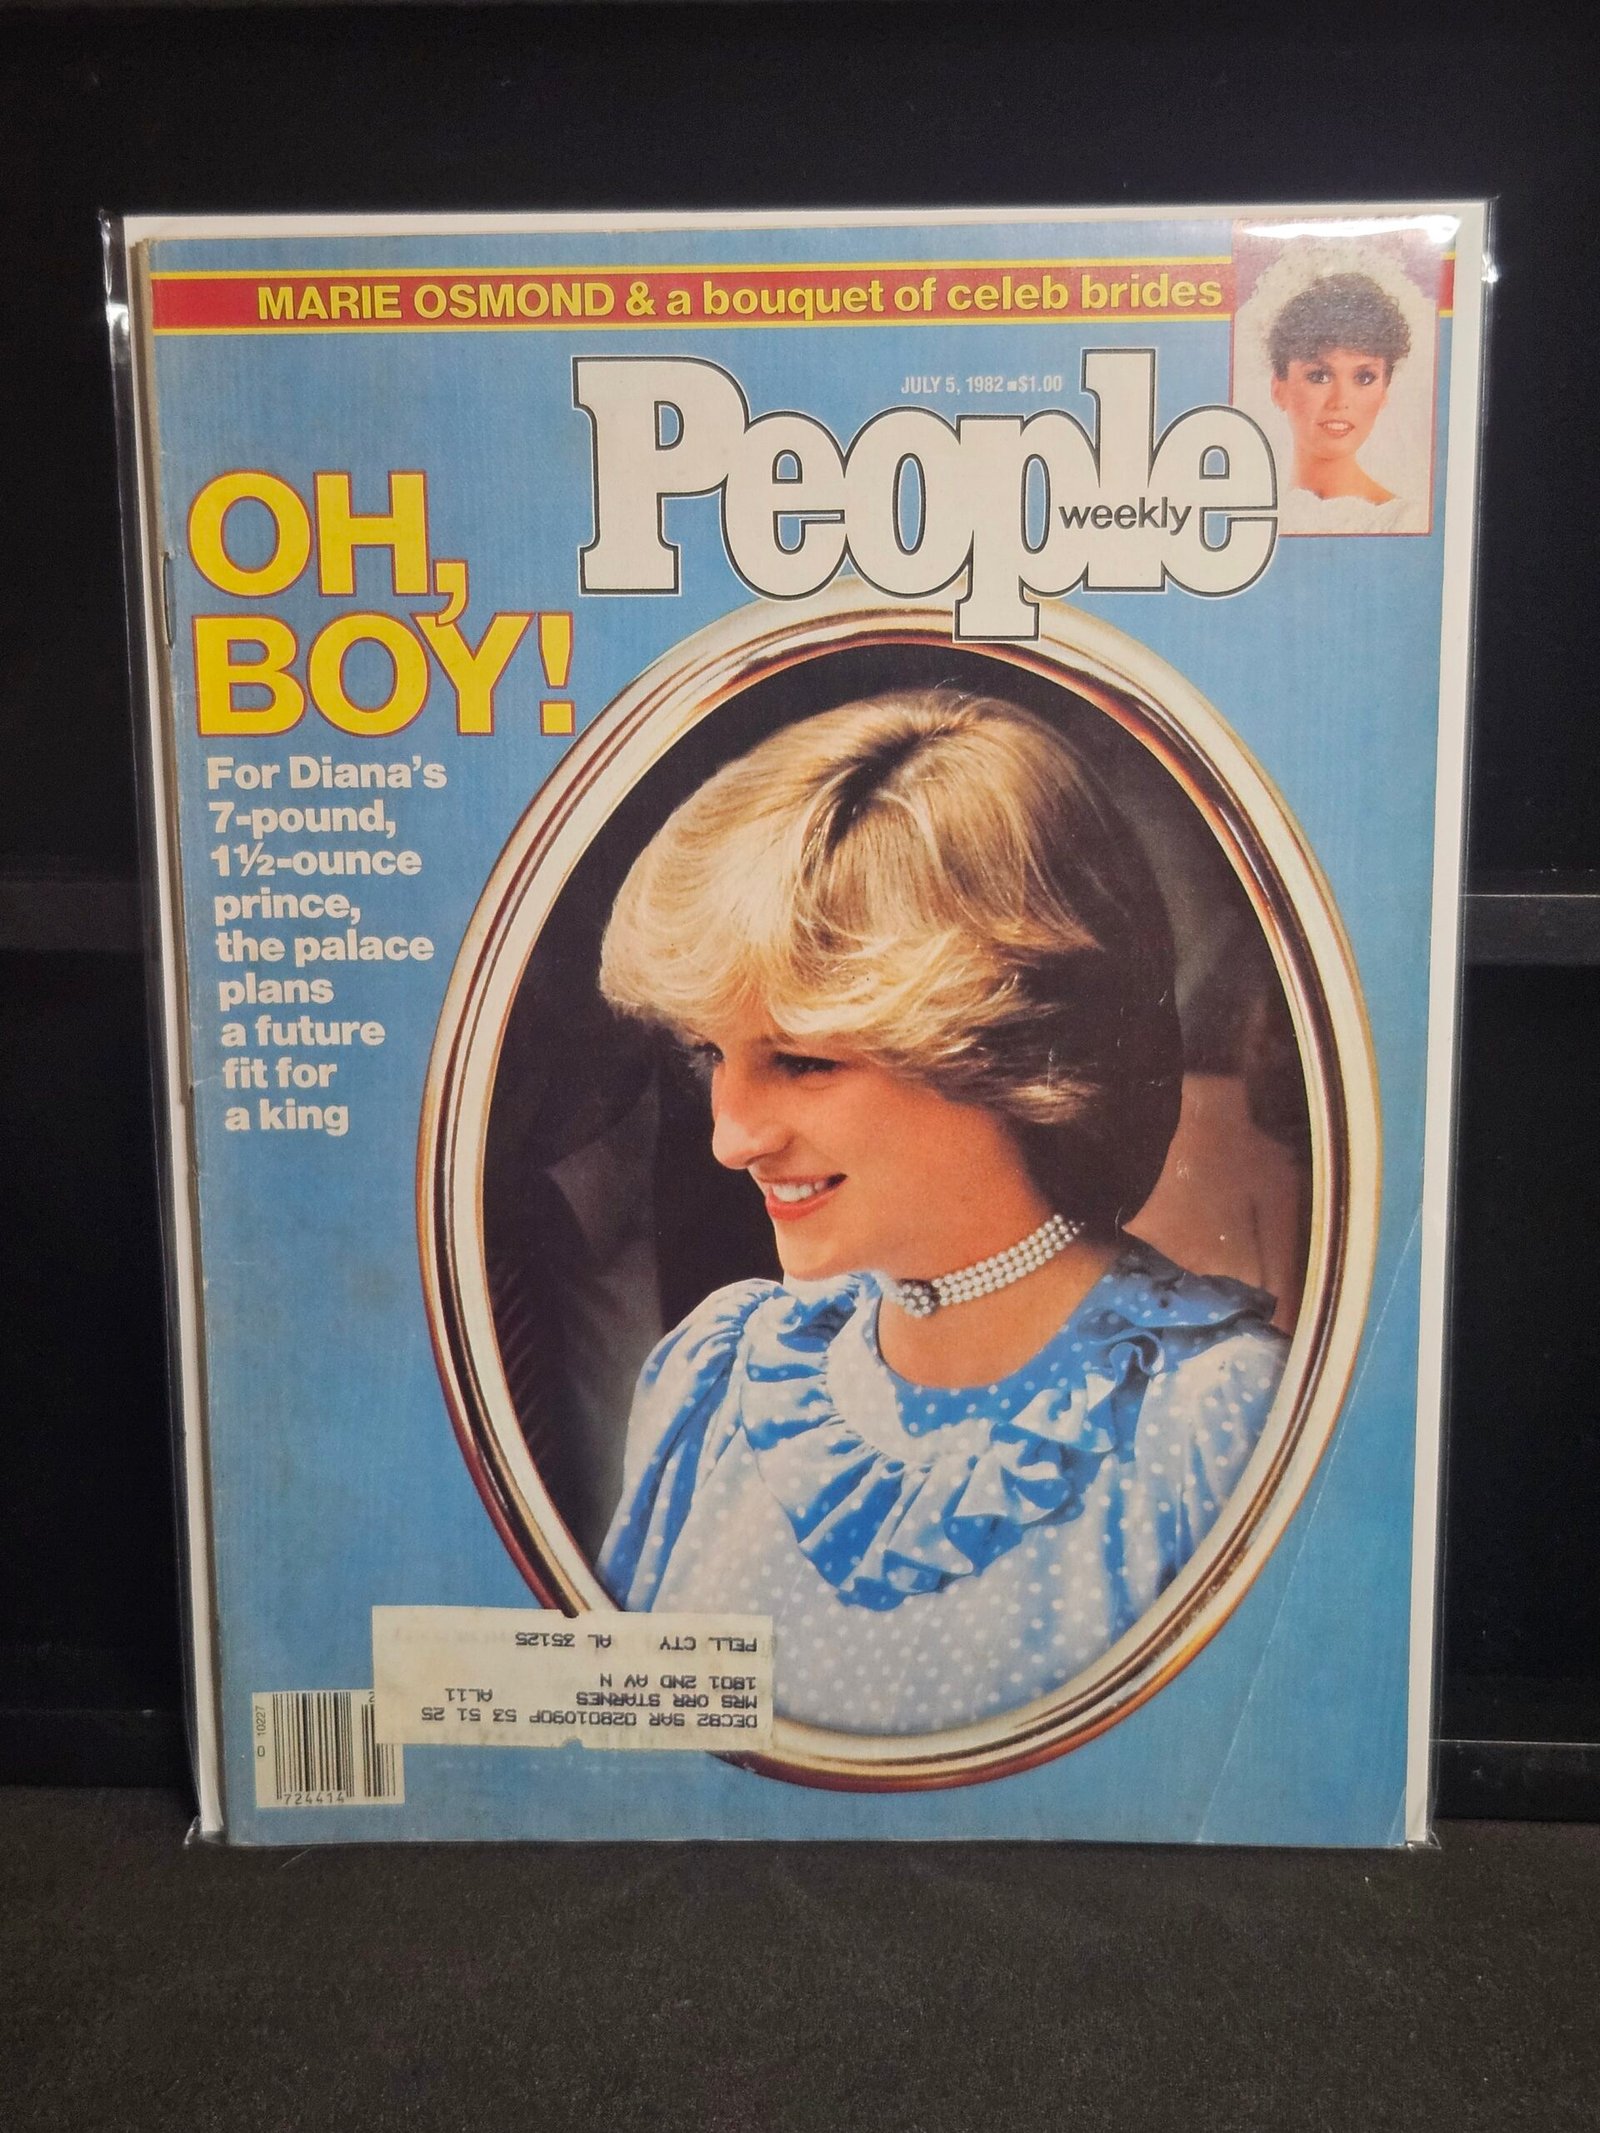 MARIE OSMOND & a bouquet of celeb brides
JULY 5, 1982 ■ $1.00
People
weekly
OH,
BOY!
For Diana's
7-pound,
1½-ounce
prince,
the palace
plans
a future
fit for
a king
DEC82 SAR 02801090P 53 51 25
MRS ORR STARNES AL11
1801 2ND AV N
PELL CTY AL 35125
0 10227
724414